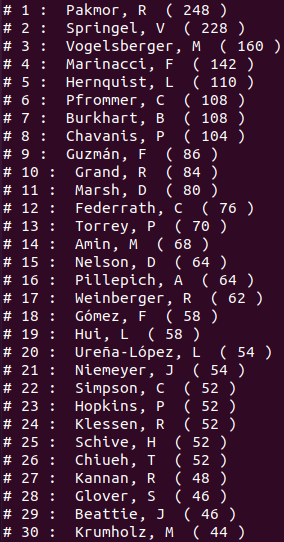 # 1 : Pakmor, R ( 248 )
# 2 : Springel, V ( 228 )
# 3 : Vogelsberger, M ( 160 )
# 4 : Marinacci, F ( 142 )
# 5 : Hernquist, L ( 110 )
# 6 : Pfrommer, C ( 108 )
# 7 : Burkhart, B ( 108 )
# 8 : Chavanis, P ( 104 )
# 9 : Guzmán, F ( 86 )
# 10 : Grand, R ( 84 )
# 11 : Marsh, D ( 80 )
# 12 : Federrath, C ( 76 )
# 13 : Torrey, P ( 70 )
# 14 : Amin, M ( 68 )
# 15 : Nelson, D ( 64 )
# 16 : Pillepich, A ( 64 )
# 17 : Weinberger, R ( 62 )
# 18 : Gómez, F ( 58 )
# 19 : Hui, L ( 58 )
# 20 : Ureña-López, L ( 54 )
# 21 : Niemeyer, J ( 54 )
# 22 : Simpson, C ( 52 )
# 23 : Hopkins, P ( 52 )
# 24 : Klessen, R ( 52 )
# 25 : Schive, H ( 52 )
# 26 : Chiueh, T ( 52 )
# 27 : Kannan, R ( 48 )
# 28 : Glover, S ( 46 )
# 29 : Beattie, J ( 46 )
# 30 : Krumholz, M ( 44 )